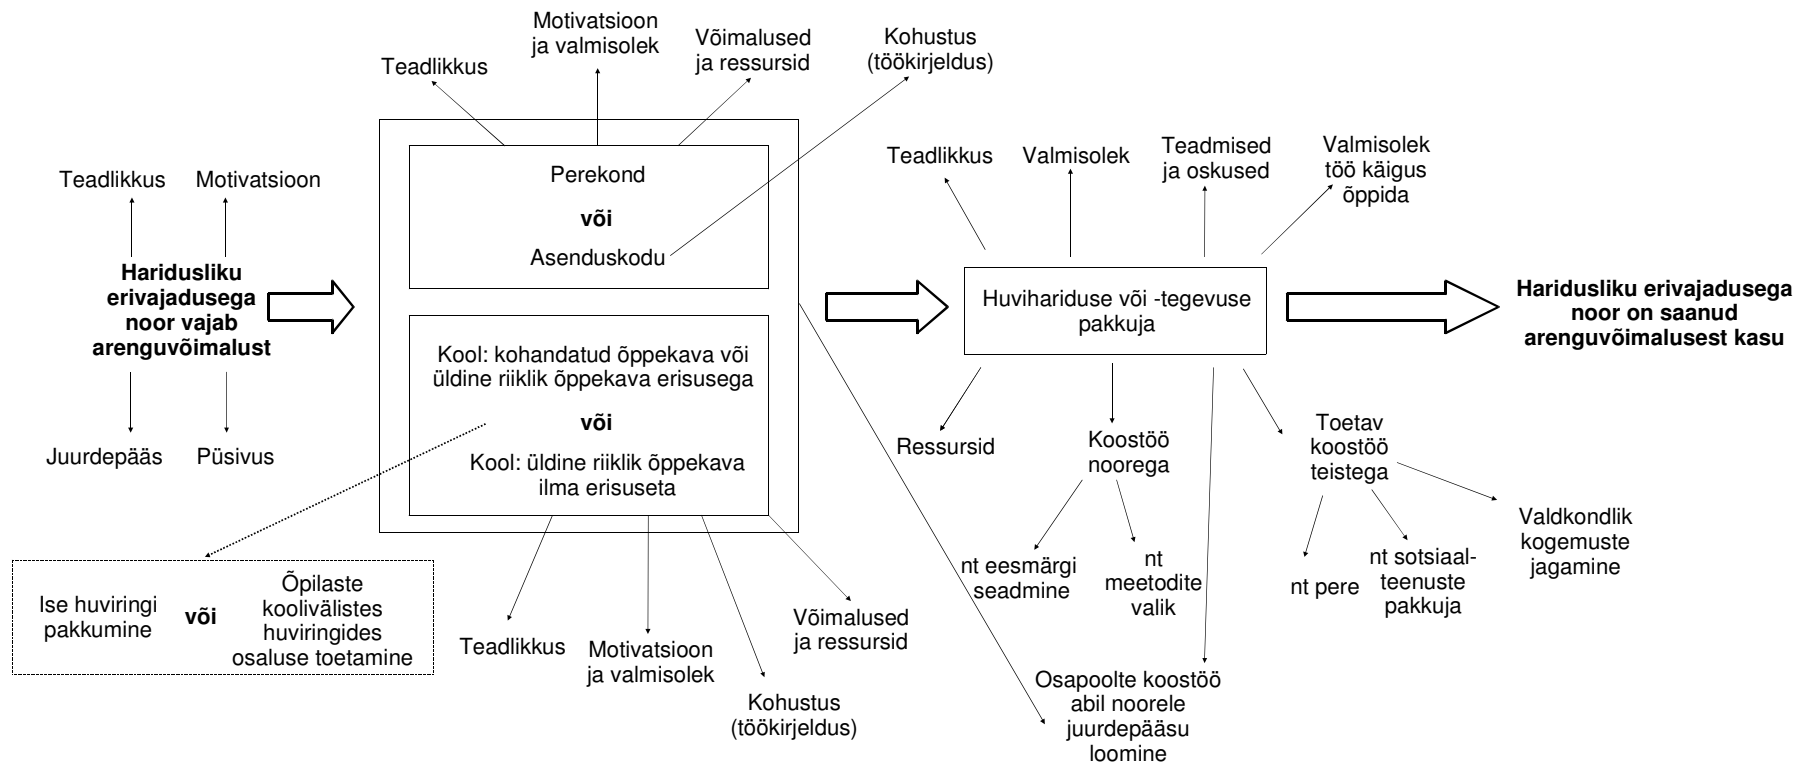 Teadlikkus
Motivatsioon
Haridusliku
erivajadusega
noor vajab
arenguvõimalust
Juurdepääs
Püsivus
Teadlikkus
Motivatsioon
ja valmisolek
Võimalused
ja ressursid
Kohustus
(töökirjeldus)
Perekond
või
Asenduskodu
Kool: kohandatud õppekava või
üldine riiklik õppekava erisusega
või
Kool: üldine riiklik õppekava
ilma erisuseta
Ise huviringi
pakkumine
või
Õpilaste
koolivälistes
huviringides
osaluse toetamine
Teadlikkus
Motivatsioon
ja valmisolek
Kohustus
(töökirjeldus)
Võimalused
ja ressursid
Teadlikkus
Valmisolek
Teadmised
ja oskused
Valmisolek
töö käigus
õppida
Huvihariduse või -tegevuse
pakkuja
Ressursid
Koostöö
noorega
nt eesmärgi
seadmine
nt
meetodite
valik
Osapoolte koostöö
abil noorele
juurdepääsu
loomine
Toetav
koostöö
teistega
nt pere
nt sotsiaal-
teenuste
pakkuja
Valdkondlik
kogemuste
jagamine
Haridusliku erivajadusega
noor on saanud
arenguvõimalusest kasu